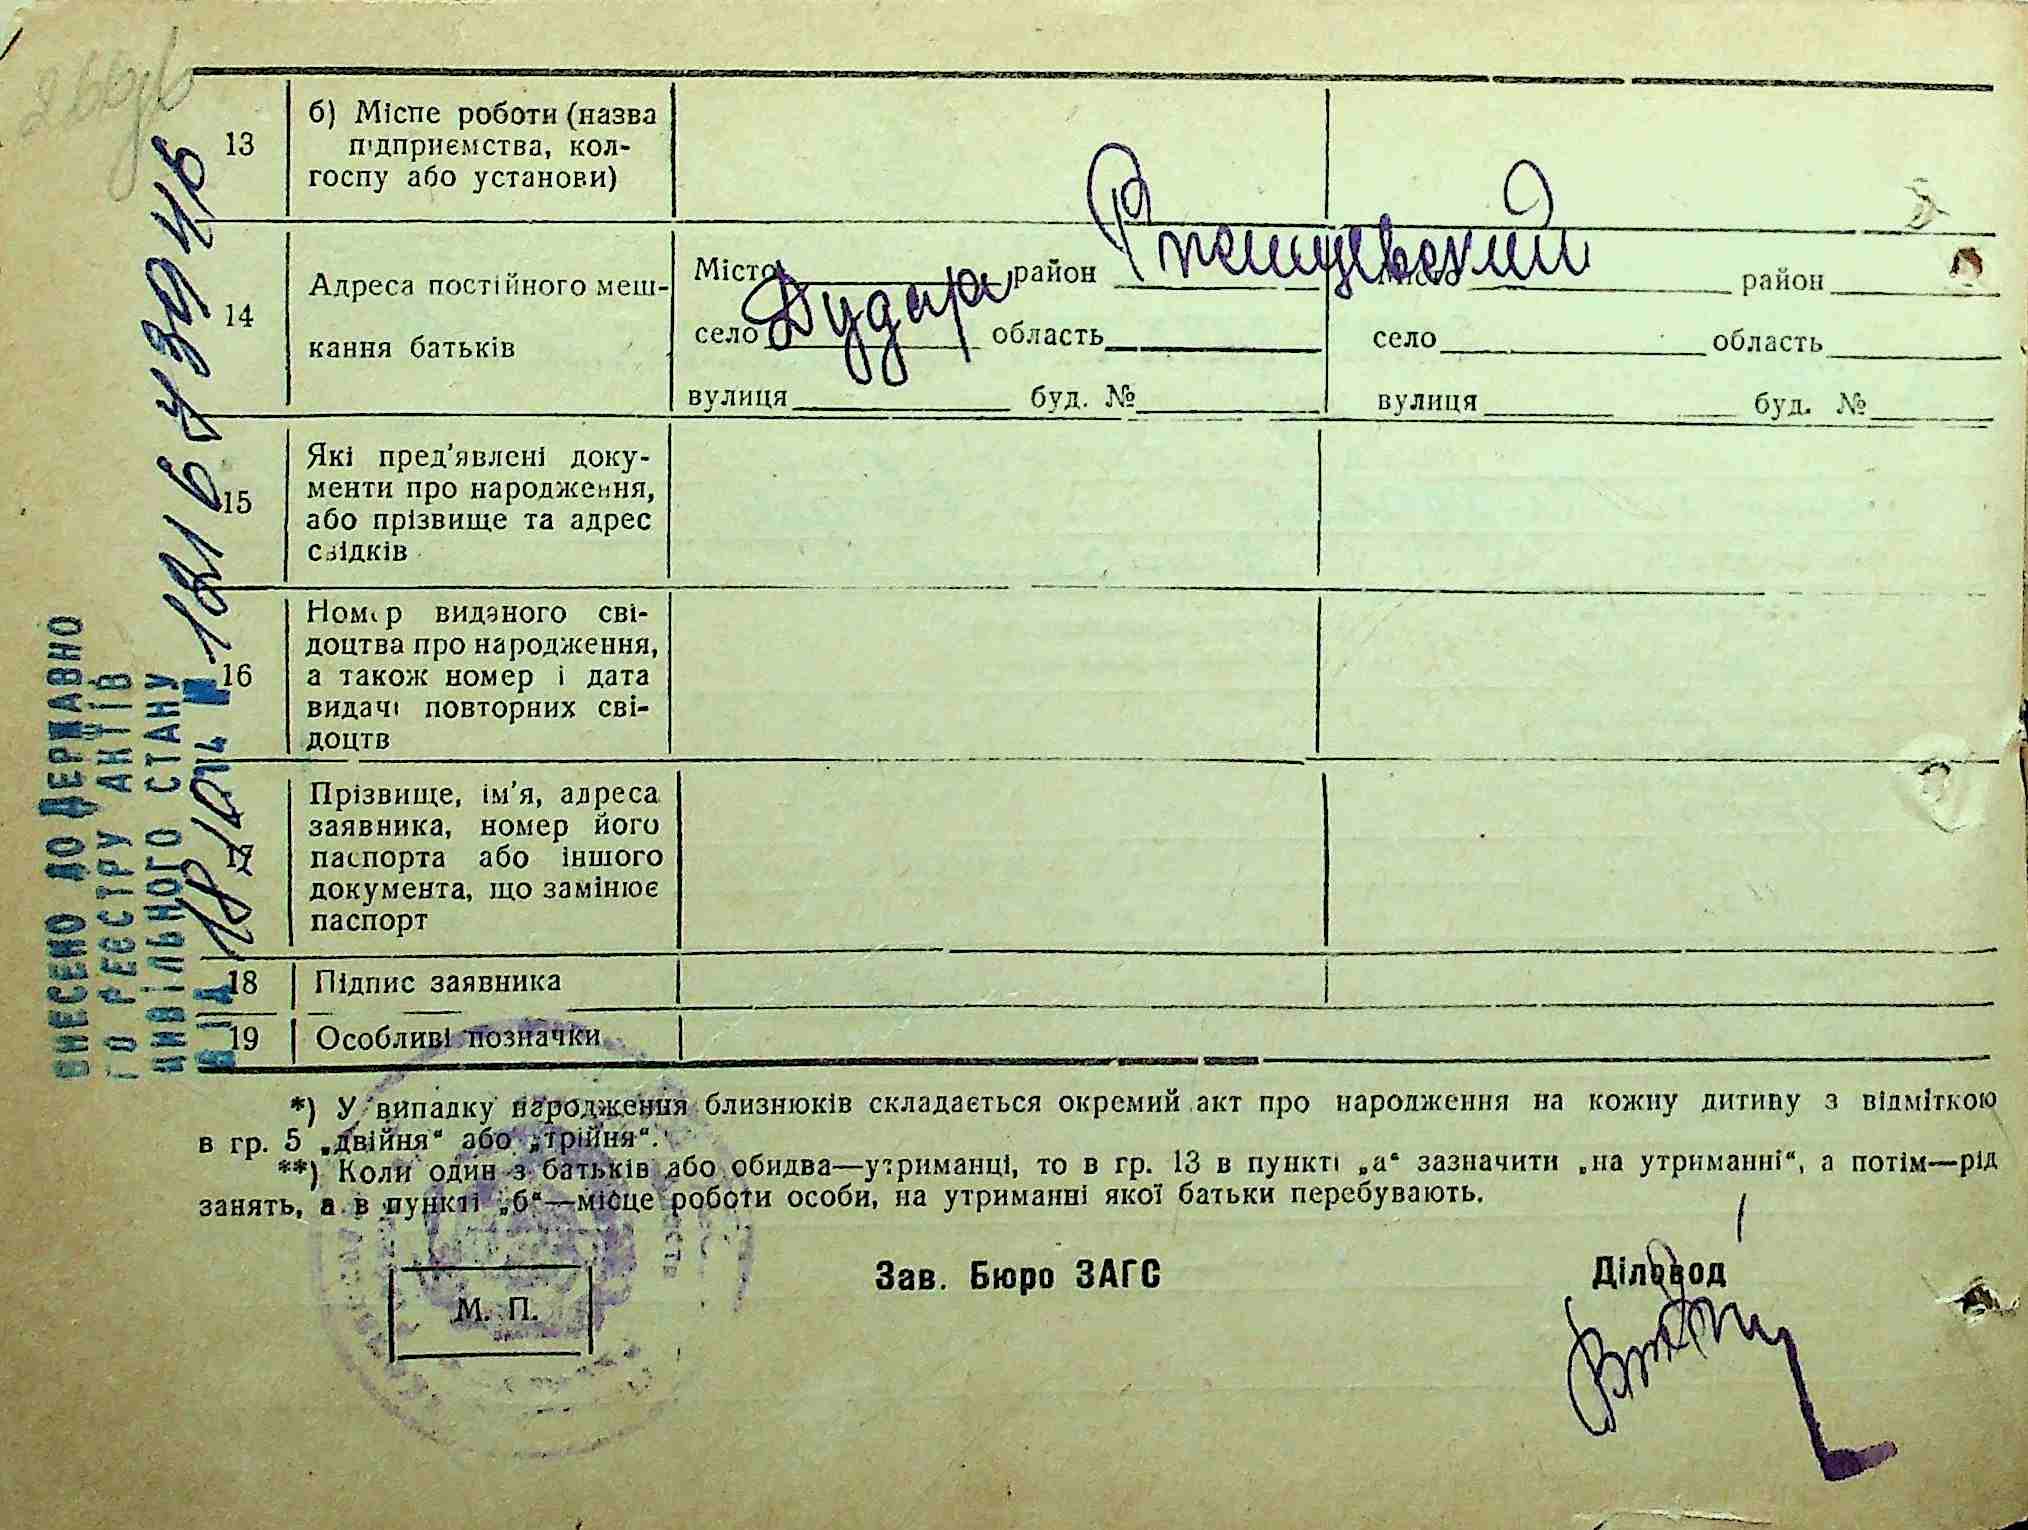 13
б) Місце роботи (назва
підприємства, кол-
госпу або установи)
14
Адреса постійного меш-
кання батьків
Місто район Ржищевский місто район
село Дударі область село область
вулиця буд. № вулиця буд. №
15
Які пред'явлені доку-
менти про народження,
або прізвище та адрес
свідків
16
Номер виданого сві-
доцтва про народження,
а також номер і дата
видачі повторних сві-
доцтв
17
Прізвище, ім'я, адреса
заявника, номер його
паспорта або іншого
документа, що замінює
паспорт
18 Підпис заявника
19 Особливі позначки
*) У випадку народження близнюків складається окремий акт про народження на кожну дитину з відміткою
в гр. 5 „двійня“ або „трійня“.
**) Коли один з батьків або обидва—утриманці, то в гр. 13 в пункті „а“ зазначити „на утриманні“, а потім—рід
занять, а в пункті „б“—місце роботи особи, на утриманні якої батьки перебувають.
Зав. Бюро ЗАГС
Діловод
М. П.
ВНЕСЕНО ДО ДЕРЖАВНО
ГО РЕЄСТРУ АКТІВ
ЦИВІЛЬНОГО СТАНУ
ВІД